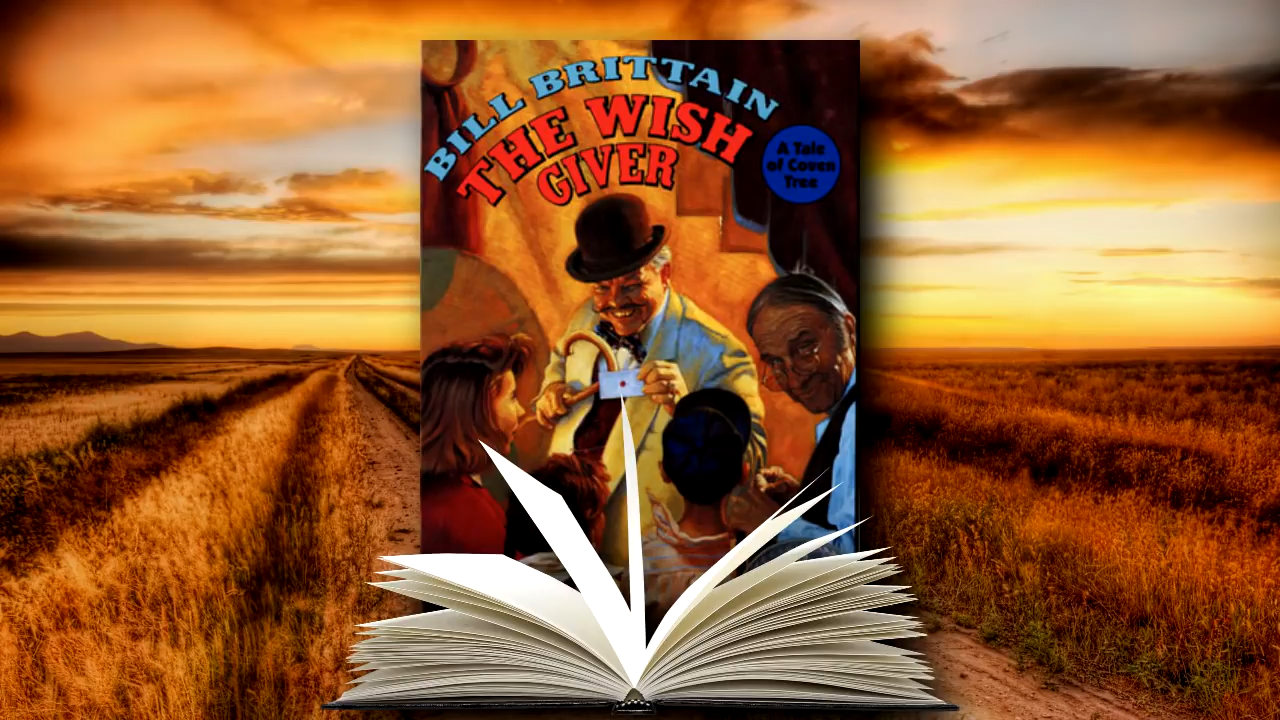 BILL BRITTAIN
THE WISH
GIVER
A Tale
of Coven
Tree